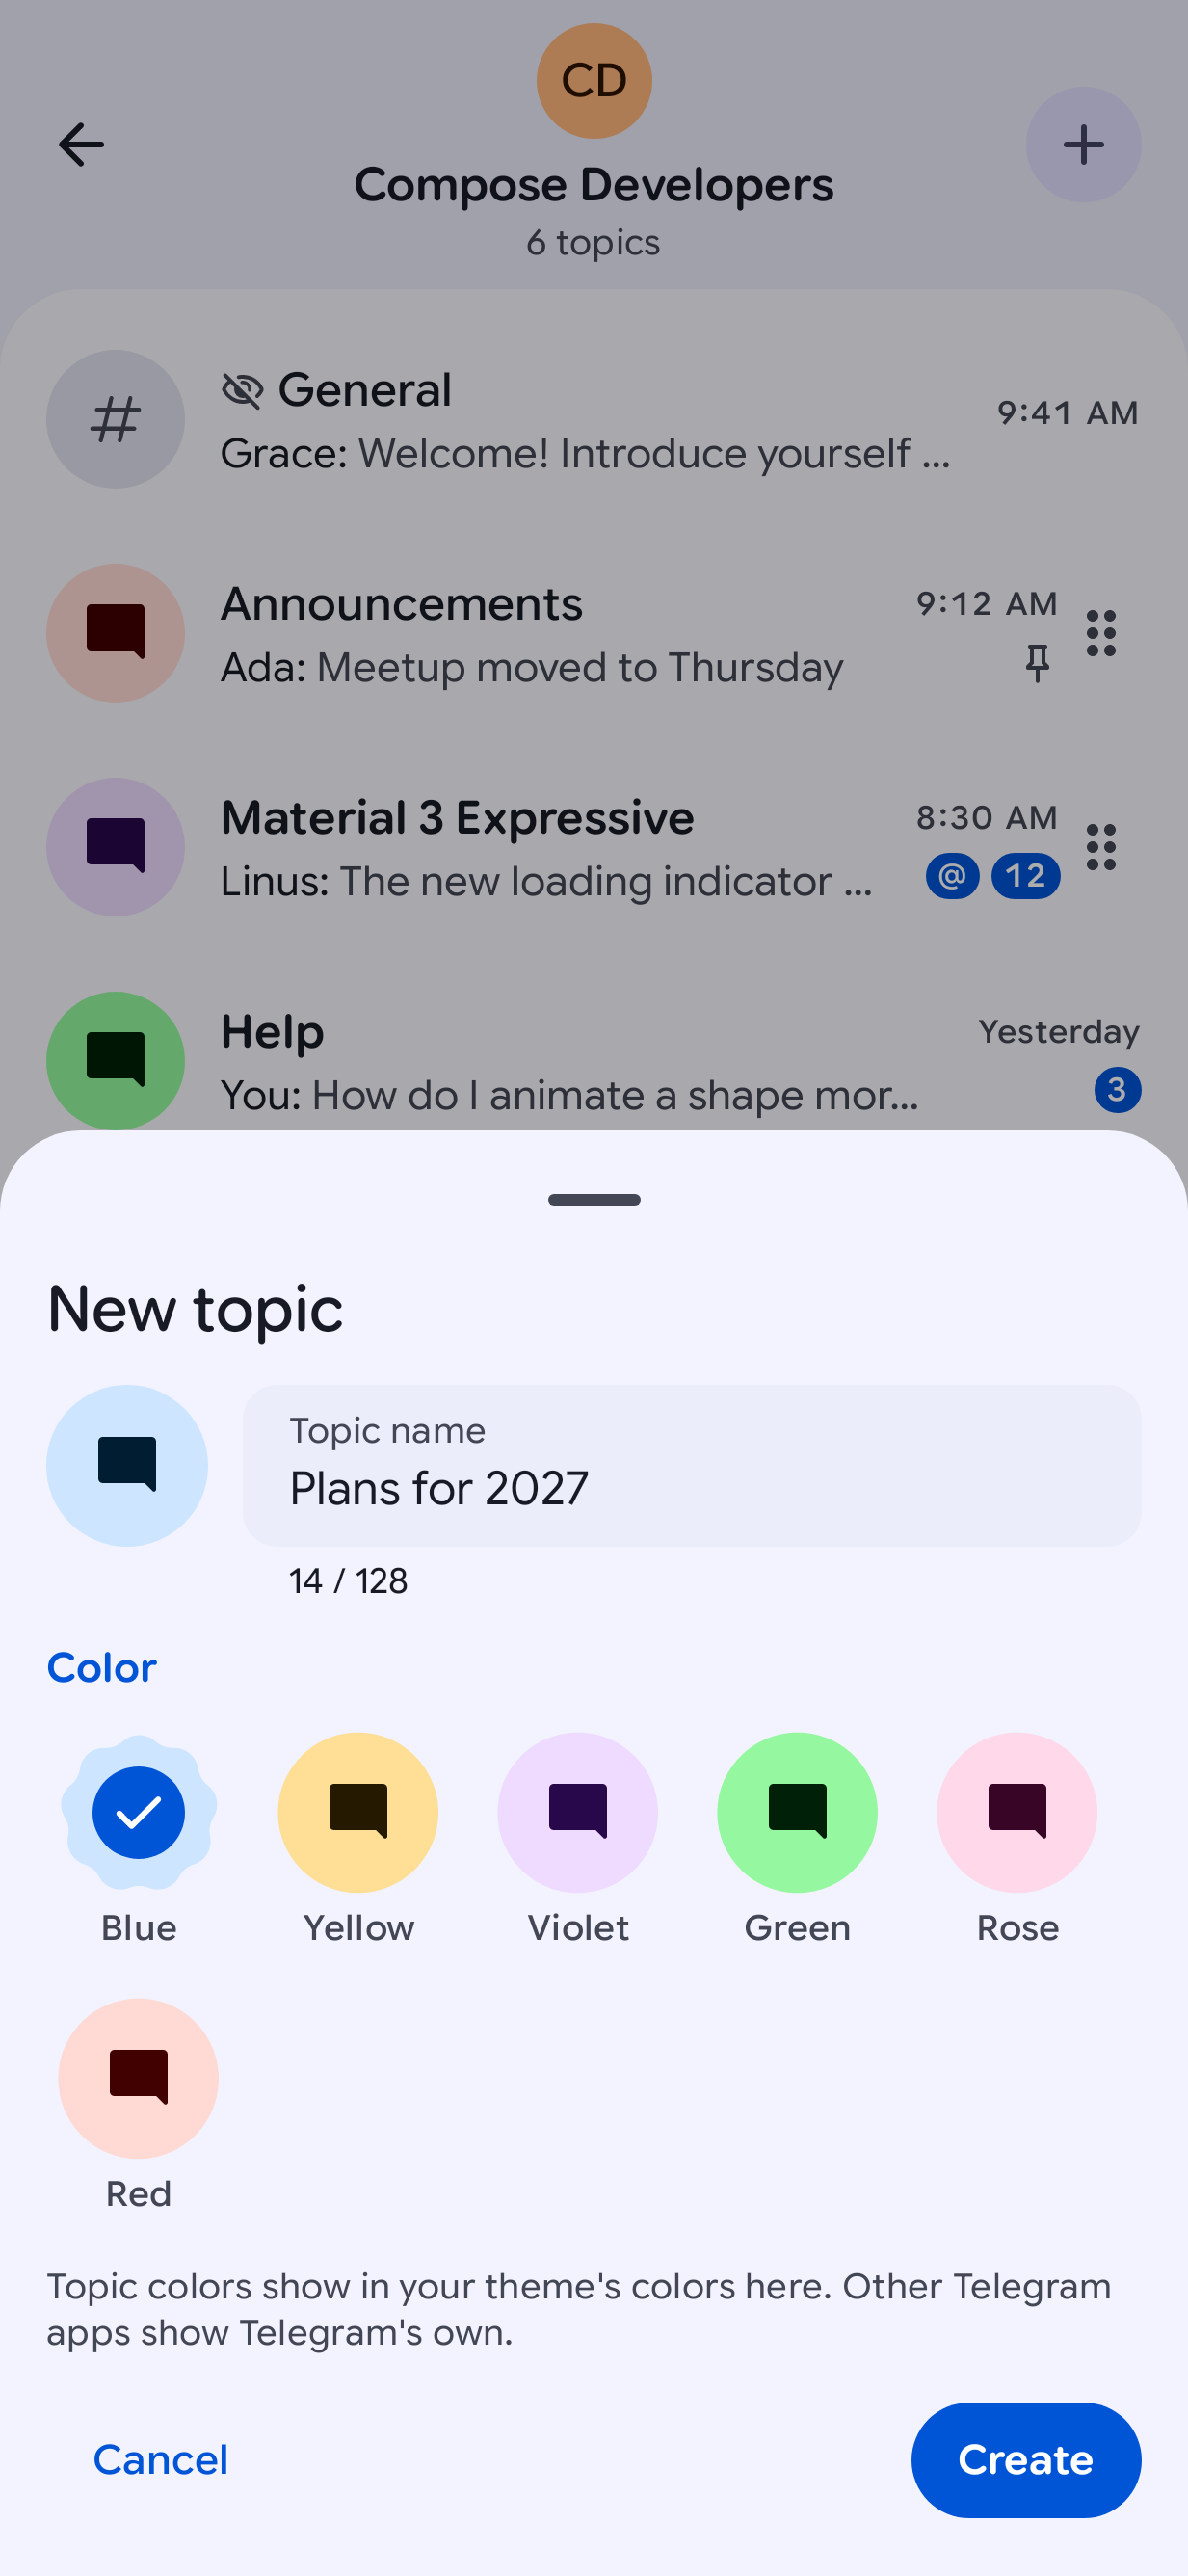 CD
Compose Developers
6 topics
General
9:41 AM
Grace: Welcome! Introduce yourself ...
Announcements
9:12 AM
Ada: Meetup moved to Thursday
Material 3 Expressive
8:30 AM
Linus: The new loading indicator ...
@ 12
Help
Yesterday
You: How do I animate a shape mor...
3
New topic
Topic name
Plans for 2027
14 / 128
Color
Blue Yellow Violet Green Rose
Red
Topic colors show in your theme's colors here. Other Telegram
apps show Telegram's own.
Cancel
Create